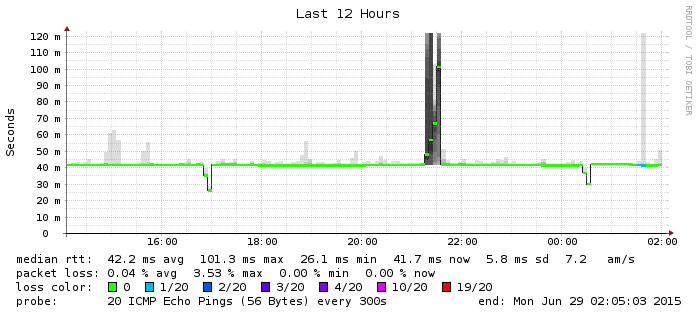 Last 12 Hours
RRDTOOL / TOBI OETIKER
Seconds
120 m
110 m
100 m
90 m
80 m
70 m
60 m
50 m
40 m
30 m
20 m
10 m
0
16:00 18:00 20:00 22:00 00:00 02:00
median rtt: 42.2 ms avg 101.3 ms max 26.1 ms min 41.7 ms now 5.8 ms sd 7.2 am/s
packet loss: 0.04 % avg 3.53 % max 0.00 % min 0.00 % now
loss color: 0 1/20 2/20 3/20 4/20 10/20 19/20
probe: 20 ICMP Echo Pings (56 Bytes) every 300s end: Mon Jun 29 02:05:03 2015